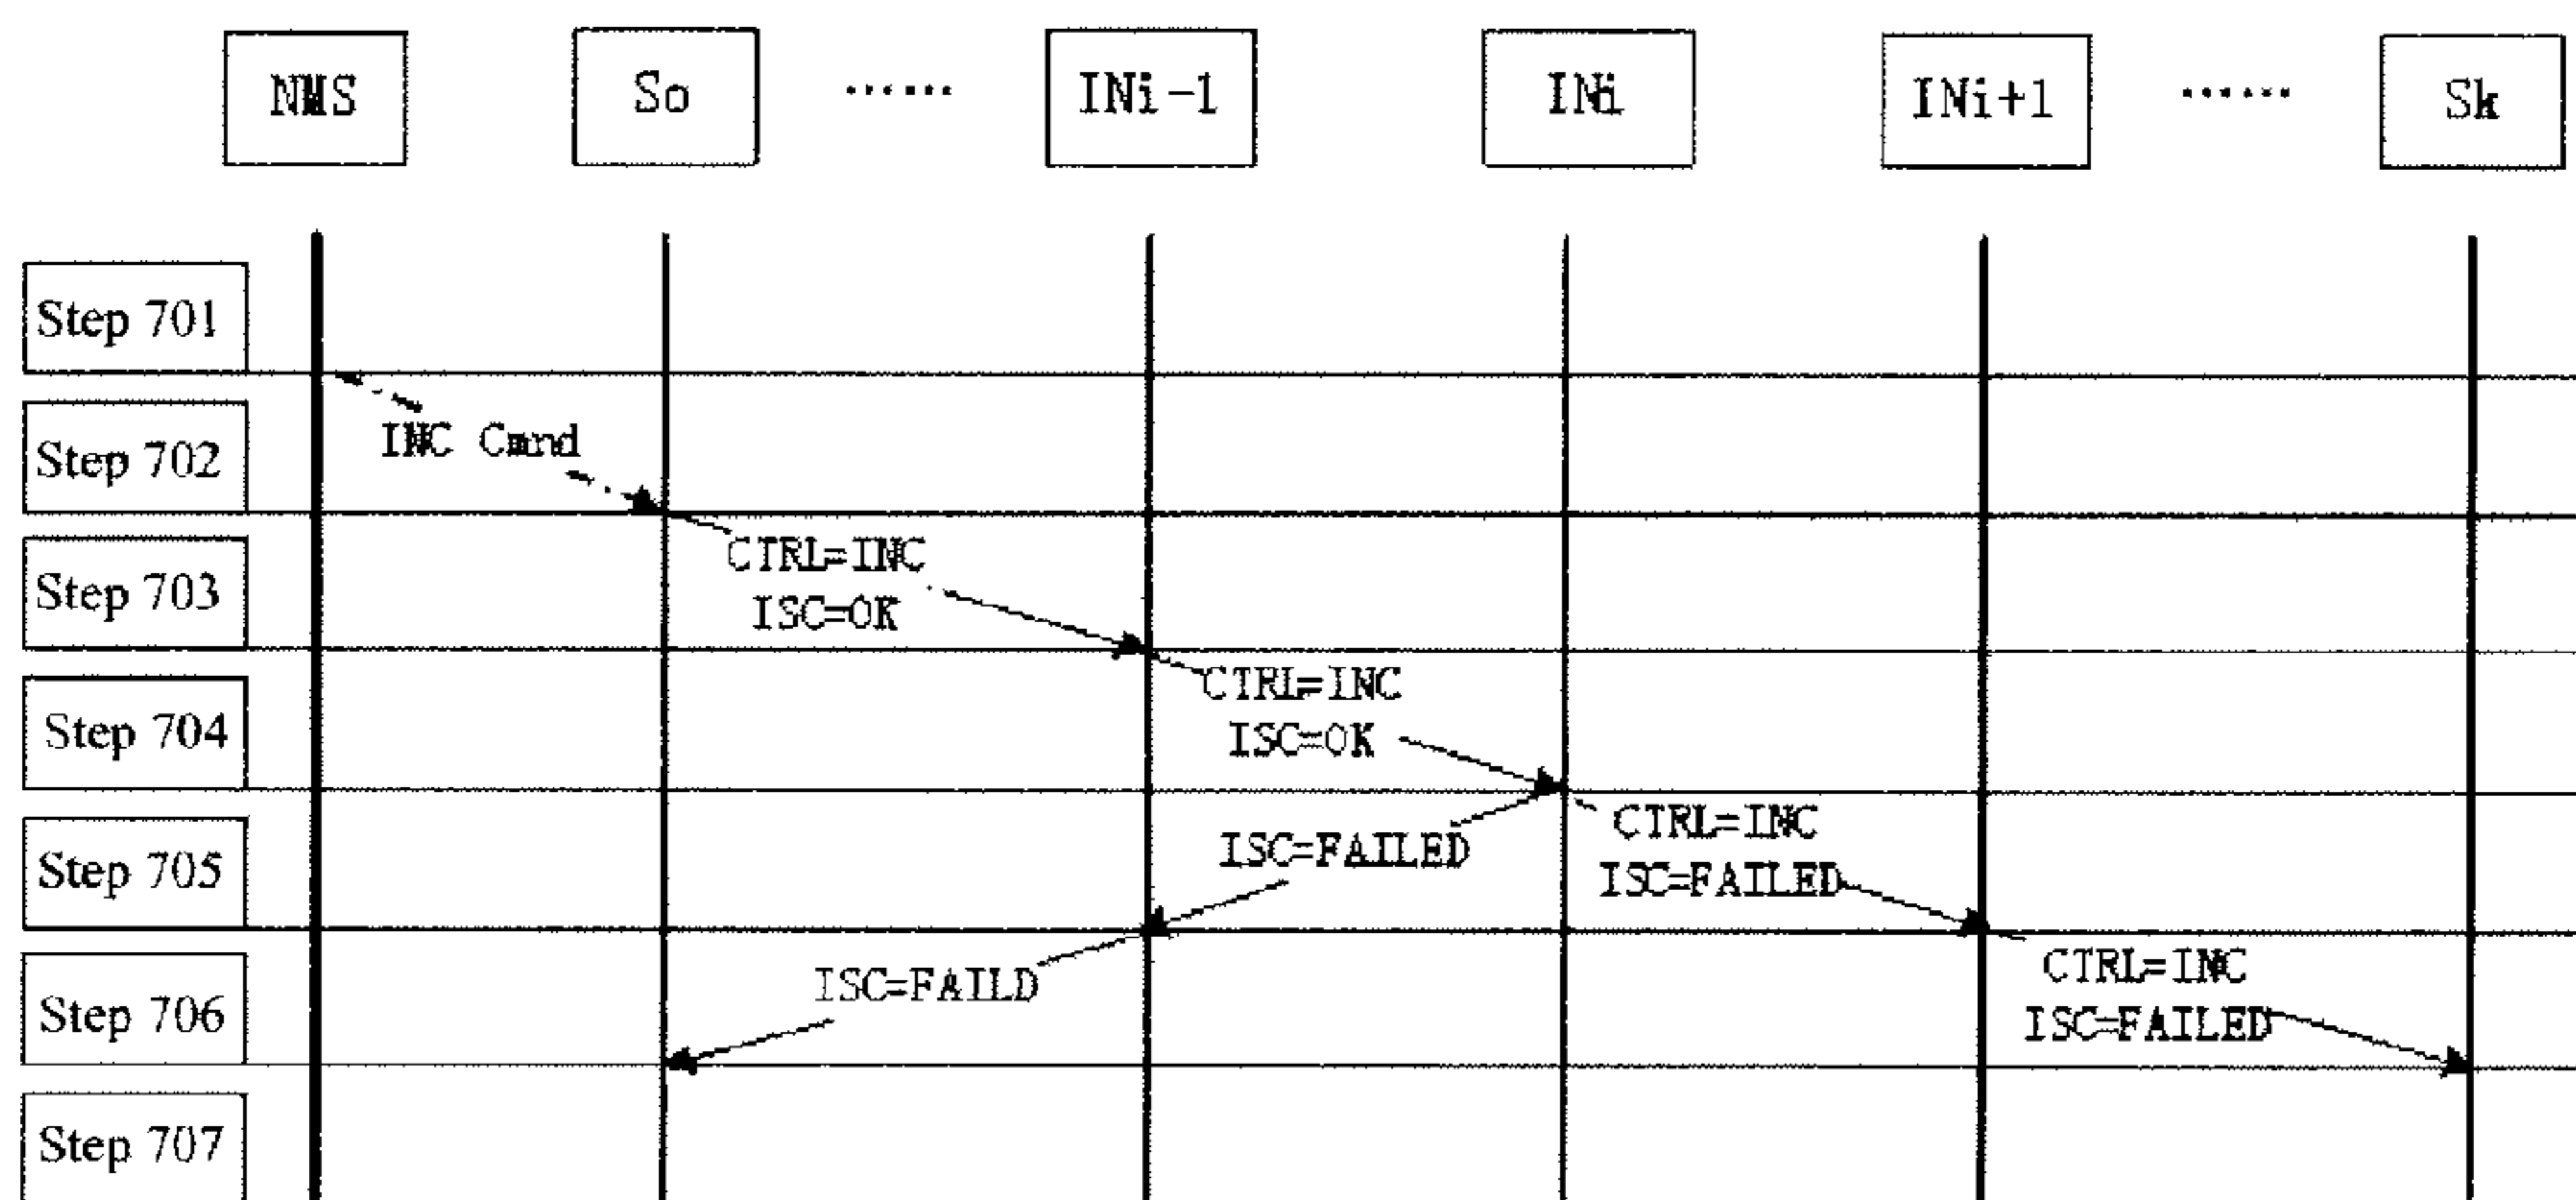 NMS So ...... INi-1 INi INi+1 ...... Sk
Step 701
INC Cmnd
Step 702
CTRL=INC
ISC=OK
Step 703
CTRL=INC
ISC=OK
Step 704
CTRL=INC
ISC=FAILED
ISC=FAILED
Step 705
CTRL=INC
ISC=FAILD
ISC=FAILED
Step 706
Step 707